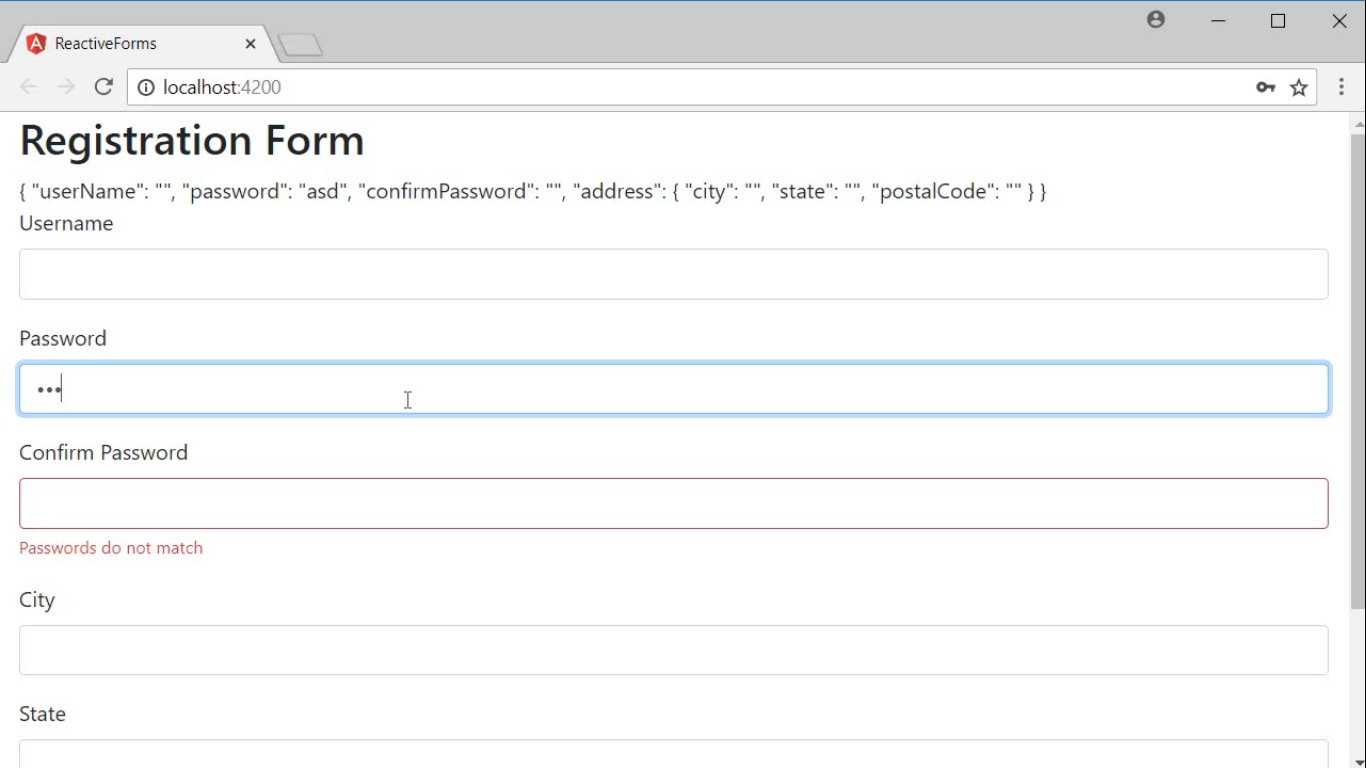 ReactiveForms
localhost:4200
Registration Form
{ "userName": "", "password": "asd", "confirmPassword": "", "address": { "city": "", "state": "", "postalCode": "" } }
Username
Password
•••
Confirm Password
Passwords do not match
City
State